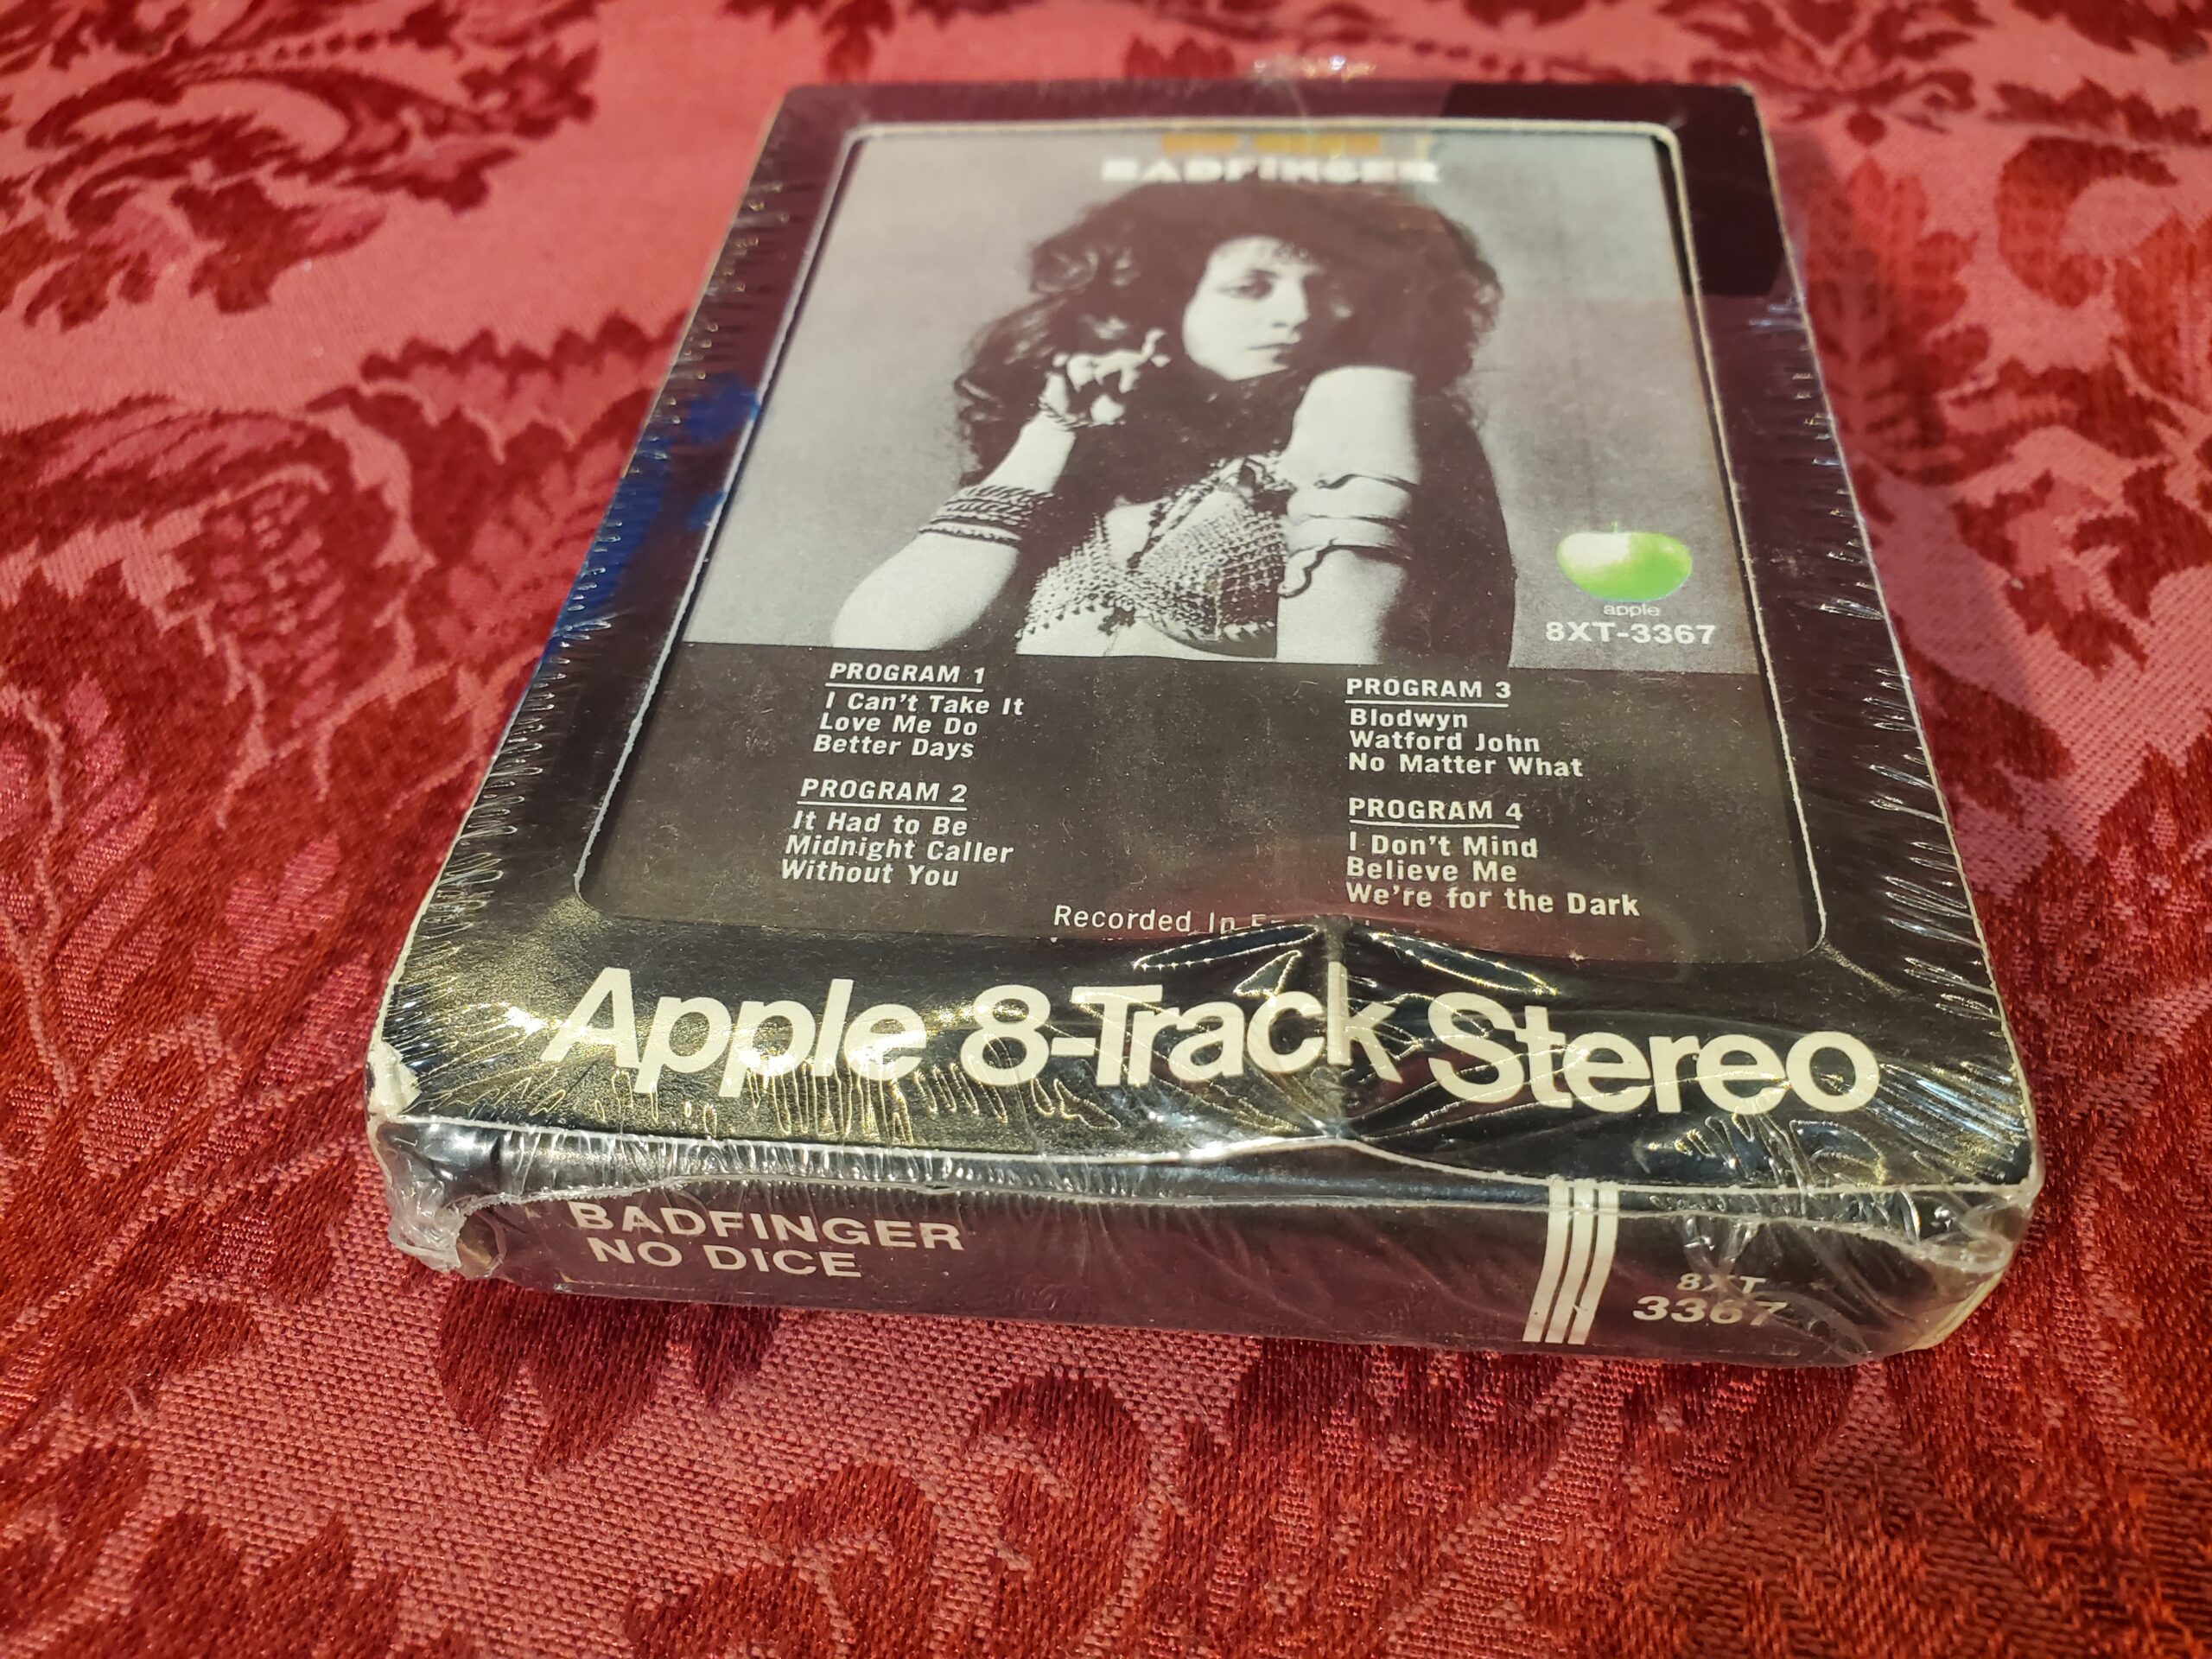 BADFINGER
apple
8XT-3367
PROGRAM 1
I Can't Take It
Love Me Do
Better Days
PROGRAM 2
It Had to Be
Midnight Caller
Without You
PROGRAM 3
Blodwyn
Watford John
No Matter What
PROGRAM 4
I Don't Mind
Believe Me
We're for the Dark
Recorded In
Apple 8-Track Stereo
BADFINGER
NO DICE
8XT
3367